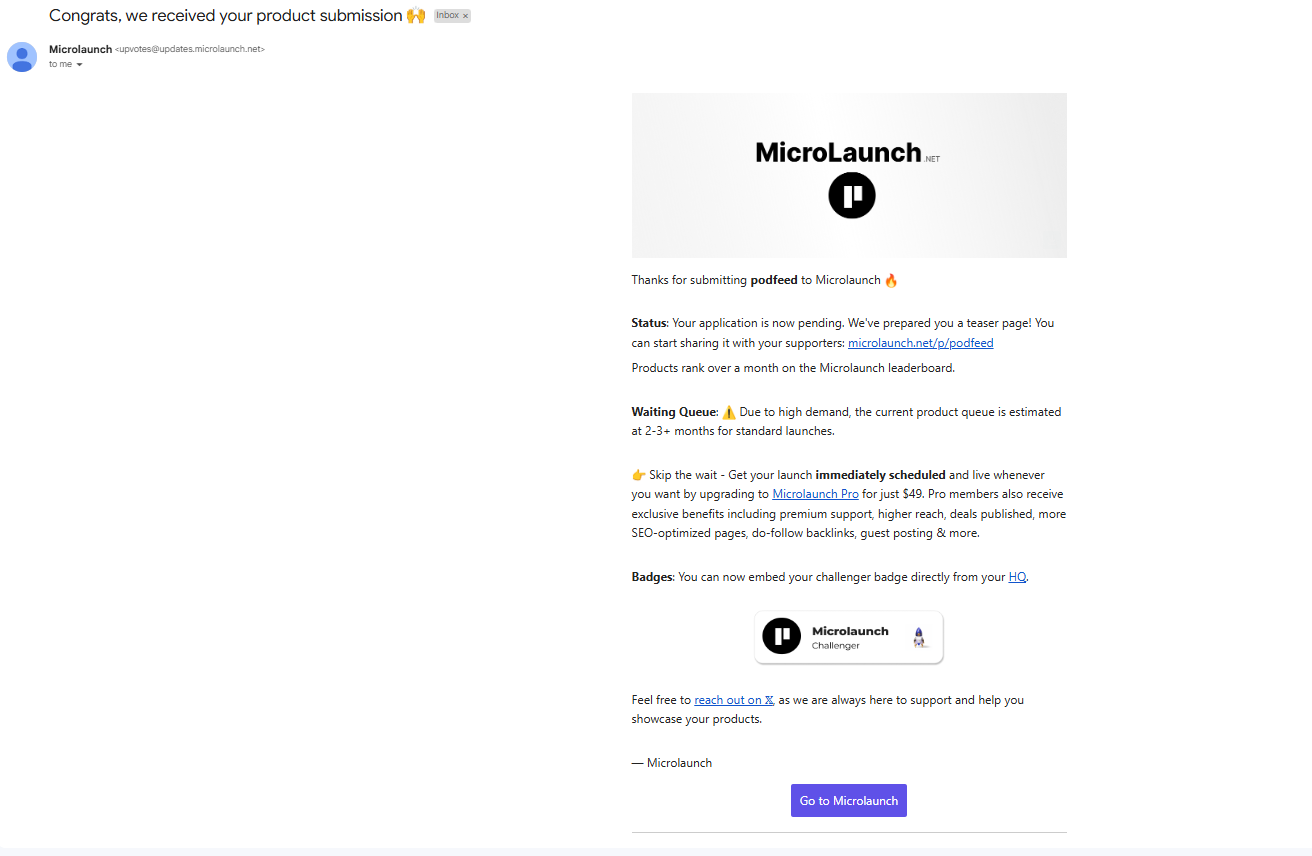 Congrats, we received your product submission 🙌 Inbox ×
Microlaunch <upvotes@updates.microlaunch.net>
to me
MicroLaunch.NET
Thanks for submitting podfeed to Microlaunch 🔥
Status: Your application is now pending. We've prepared you a teaser page! You
can start sharing it with your supporters: microlaunch.net/p/podfeed
Products rank over a month on the Microlaunch leaderboard.
Waiting Queue: ⚠️ Due to high demand, the current product queue is estimated
at 2-3+ months for standard launches.
👉 Skip the wait - Get your launch immediately scheduled and live whenever
you want by upgrading to Microlaunch Pro for just $49. Pro members also receive
exclusive benefits including premium support, higher reach, deals published, more
SEO-optimized pages, do-follow backlinks, guest posting & more.
Badges: You can now embed your challenger badge directly from your HQ.
Microlaunch
Challenger
Feel free to reach out on 𝕏, as we are always here to support and help you
showcase your products.
— Microlaunch
Go to Microlaunch